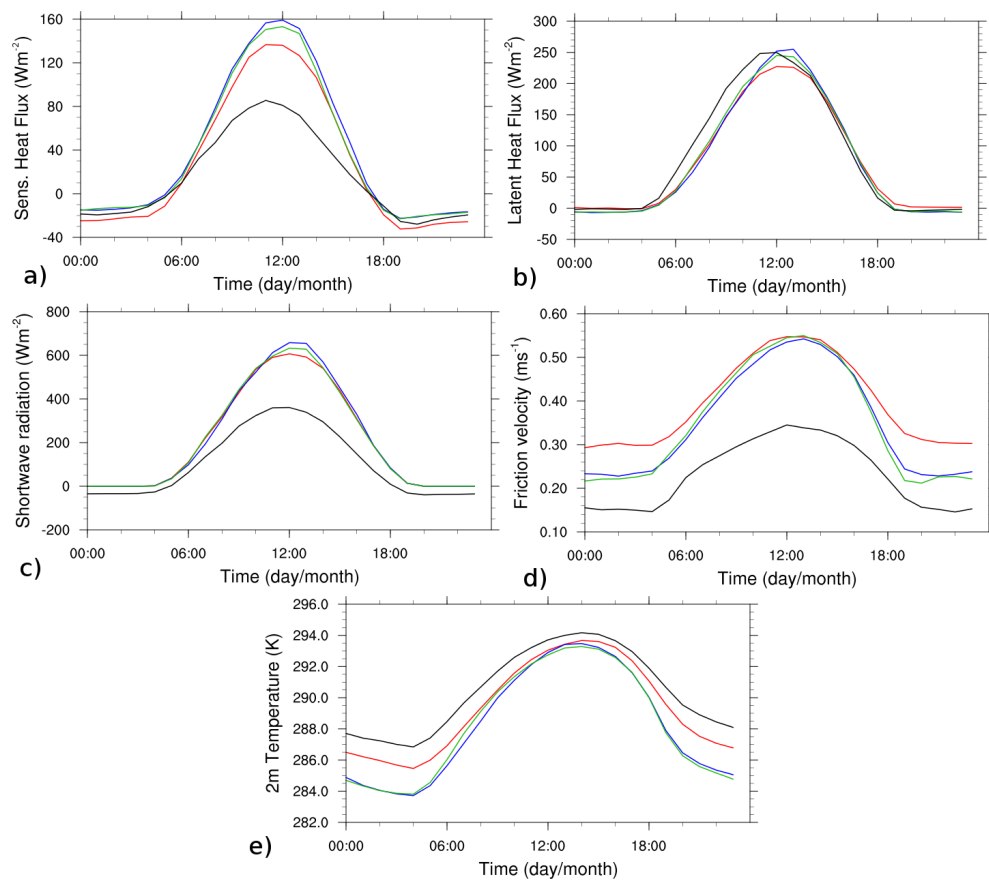 Sens. Heat Flux (Wm⁻²)
160
120
80
40
0
-40
00:00 06:00 12:00 18:00
Time (day/month)
a)
Latent Heat Flux (Wm⁻²)
300
250
200
150
100
50
0
-50
00:00 06:00 12:00 18:00
Time (day/month)
b)
Shortwave radiation (Wm⁻²)
800
600
400
200
0
-200
00:00 06:00 12:00 18:00
Time (day/month)
c)
Friction velocity (ms⁻¹)
0.60
0.50
0.40
0.30
0.20
0.10
00:00 06:00 12:00 18:00
Time (day/month)
d)
2m Temperature (K)
296.0
294.0
292.0
290.0
288.0
286.0
284.0
282.0
00:00 06:00 12:00 18:00
Time (day/month)
e)